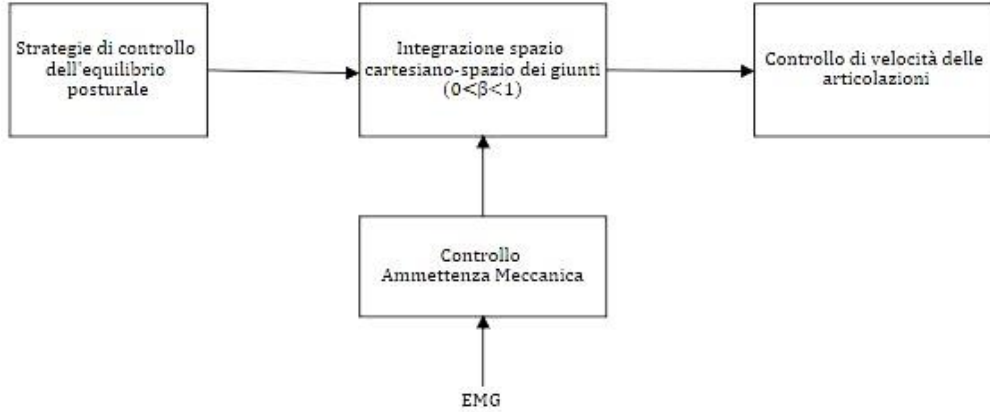 Strategie di controllo
dell'equilibrio
posturale
Integrazione spazio
cartesiano-spazio dei giunti
(0<β<1)
Controllo di velocità delle
articolazioni
Controllo
Ammettenza Meccanica
EMG